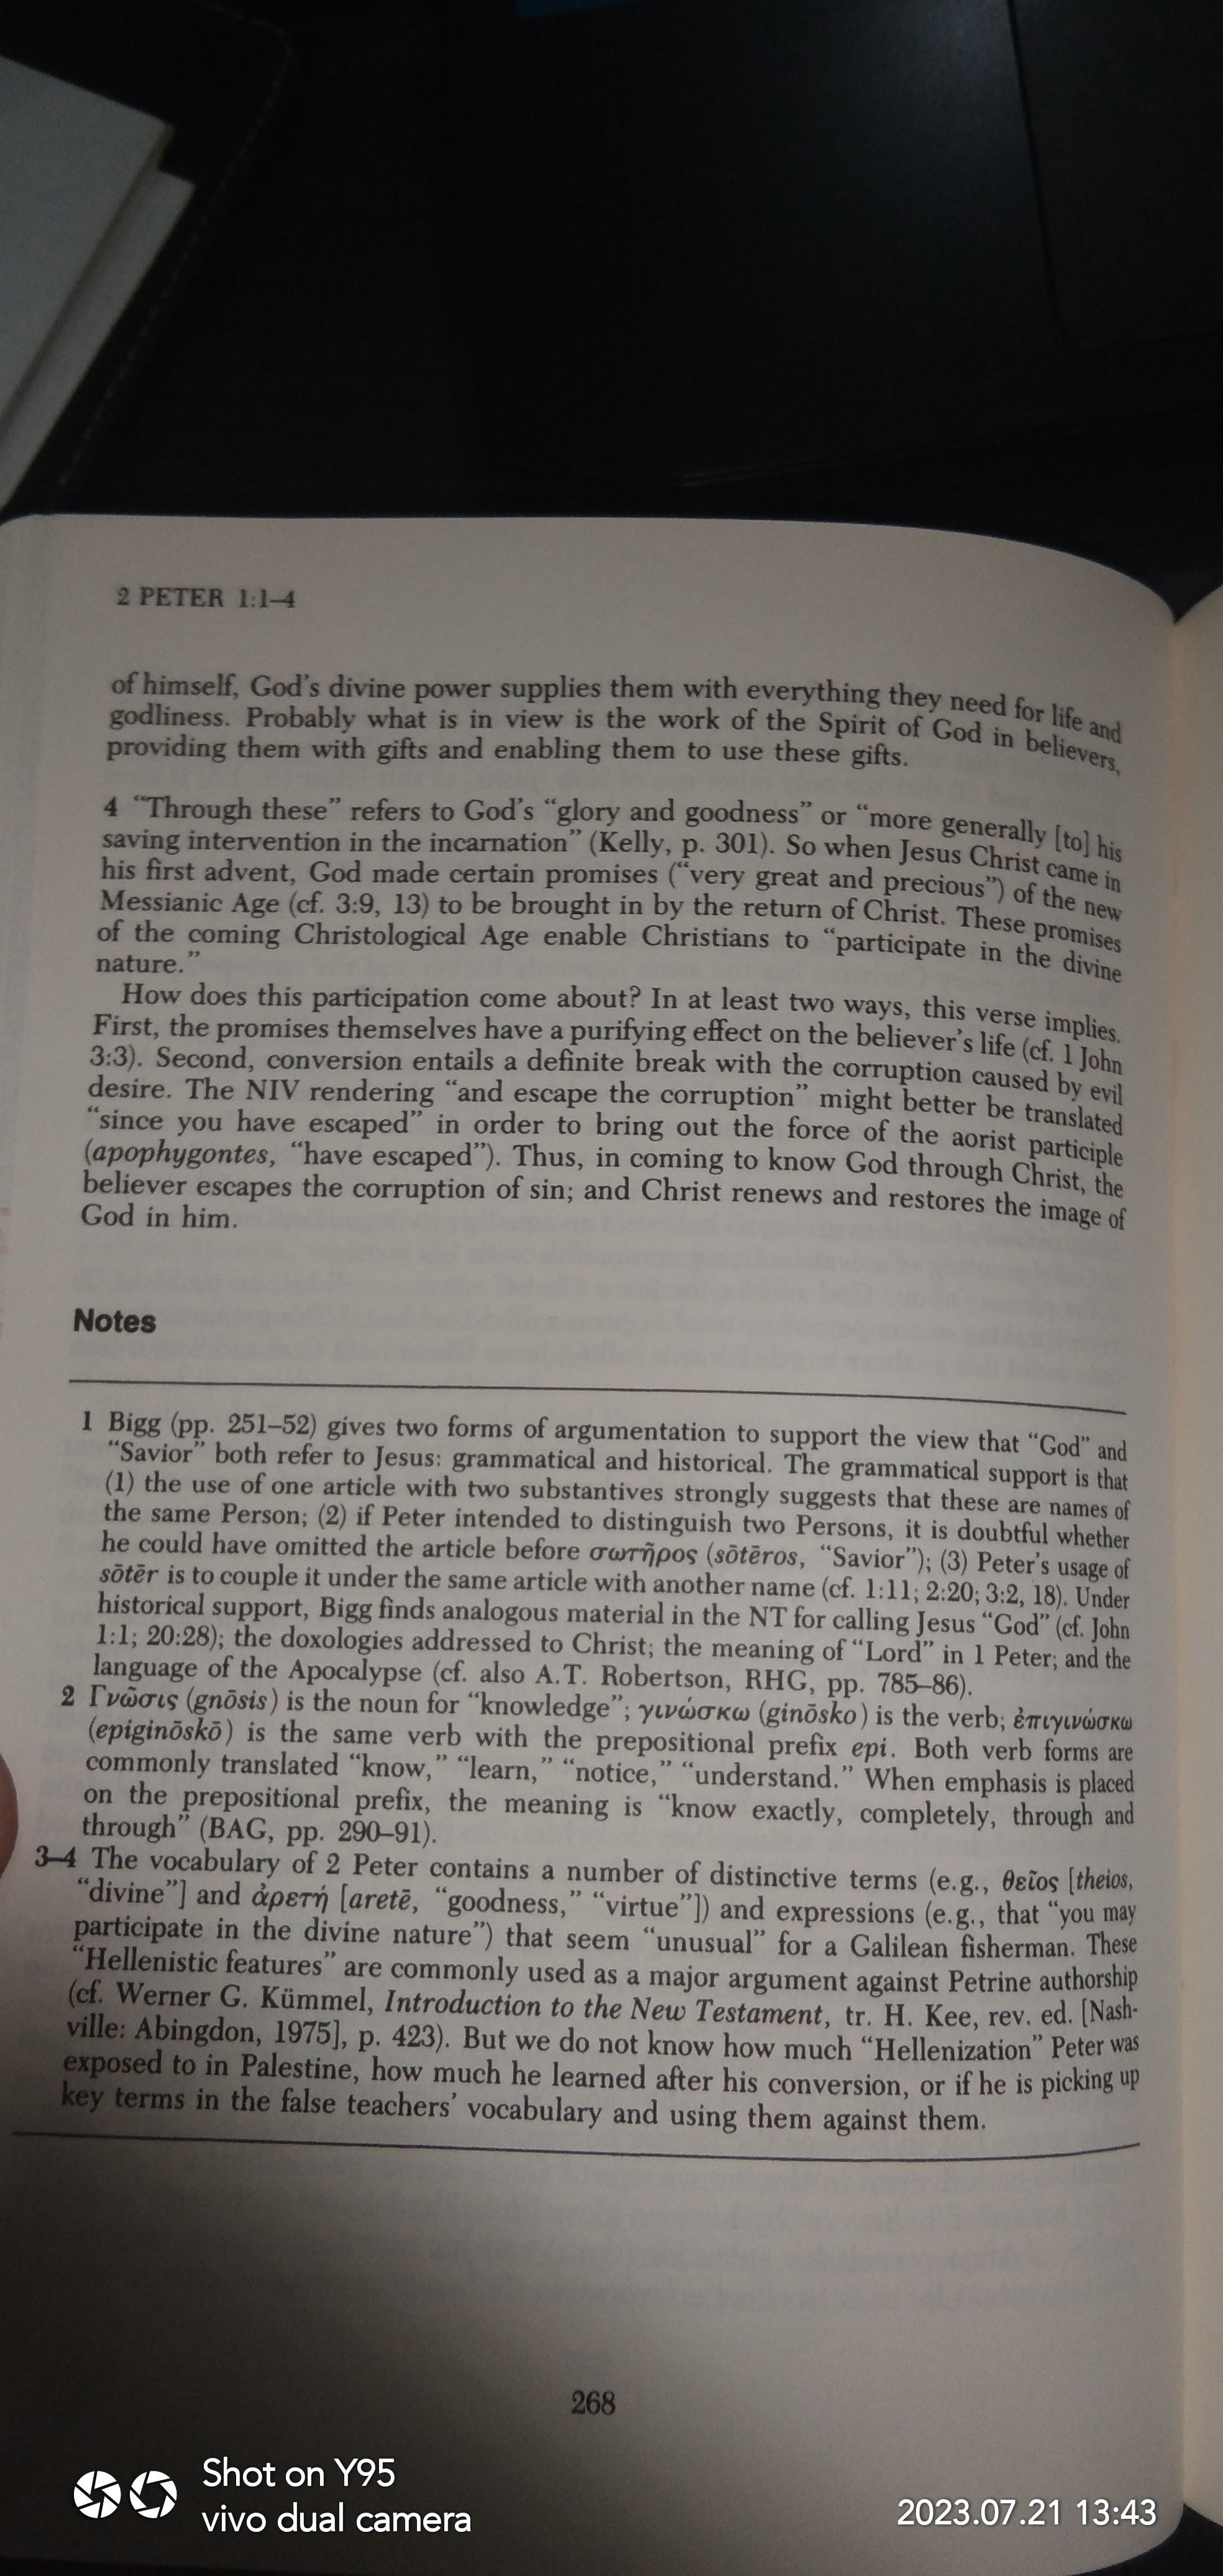 2 PETER 1:1–4
of himself, God's divine power supplies them with everything they need for life and
godliness. Probably what is in view is the work of the Spirit of God in believers,
providing them with gifts and enabling them to use these gifts.
4 “Through these” refers to God's “glory and goodness” or “more generally [to] his
saving intervention in the incarnation” (Kelly, p. 301). So when Jesus Christ came in
his first advent, God made certain promises (“very great and precious”) of the new
Messianic Age (cf. 3:9, 13) to be brought in by the return of Christ. These promises
of the coming Christological Age enable Christians to “participate in the divine
nature.”
How does this participation come about? In at least two ways, this verse implies.
First, the promises themselves have a purifying effect on the believer's life (cf. 1 John
3:3). Second, conversion entails a definite break with the corruption caused by evil
desire. The NIV rendering “and escape the corruption” might better be translated
“since you have escaped” in order to bring out the force of the aorist participle
(apophygontes, “have escaped”). Thus, in coming to know God through Christ, the
believer escapes the corruption of sin; and Christ renews and restores the image of
God in him.
Notes
1 Bigg (pp. 251–52) gives two forms of argumentation to support the view that “God” and
“Savior” both refer to Jesus: grammatical and historical. The grammatical support is that
(1) the use of one article with two substantives strongly suggests that these are names of
the same Person; (2) if Peter intended to distinguish two Persons, it is doubtful whether
he could have omitted the article before σωτῆρος (sōtēros, “Savior”); (3) Peter's usage of
sōtēr is to couple it under the same article with another name (cf. 1:11; 2:20; 3:2, 18). Under
historical support, Bigg finds analogous material in the NT for calling Jesus “God” (cf. John
1:1; 20:28); the doxologies addressed to Christ; the meaning of “Lord” in 1 Peter; and the
language of the Apocalypse (cf. also A.T. Robertson, RHG, pp. 785–86).
2 Γνῶσις (gnōsis) is the noun for “knowledge”; γινώσκω (ginōsko) is the verb; ἐπιγινώσκω
(epiginōskō) is the same verb with the prepositional prefix epi. Both verb forms are
commonly translated “know,” “learn,” “notice,” “understand.” When emphasis is placed
on the prepositional prefix, the meaning is “know exactly, completely, through and
through” (BAG, pp. 290–91).
3–4 The vocabulary of 2 Peter contains a number of distinctive terms (e.g., θεῖος [theios,
“divine”] and ἀρετή [aretē, “goodness,” “virtue”]) and expressions (e.g., that “you may
participate in the divine nature”) that seem “unusual” for a Galilean fisherman. These
“Hellenistic features” are commonly used as a major argument against Petrine authorship
(cf. Werner G. Kümmel, Introduction to the New Testament, tr. H. Kee, rev. ed. [Nash-
ville: Abingdon, 1975], p. 423). But we do not know how much “Hellenization” Peter was
exposed to in Palestine, how much he learned after his conversion, or if he is picking up
key terms in the false teachers' vocabulary and using them against them.
268
Shot on Y95
vivo dual camera
2023.07.21 13:43